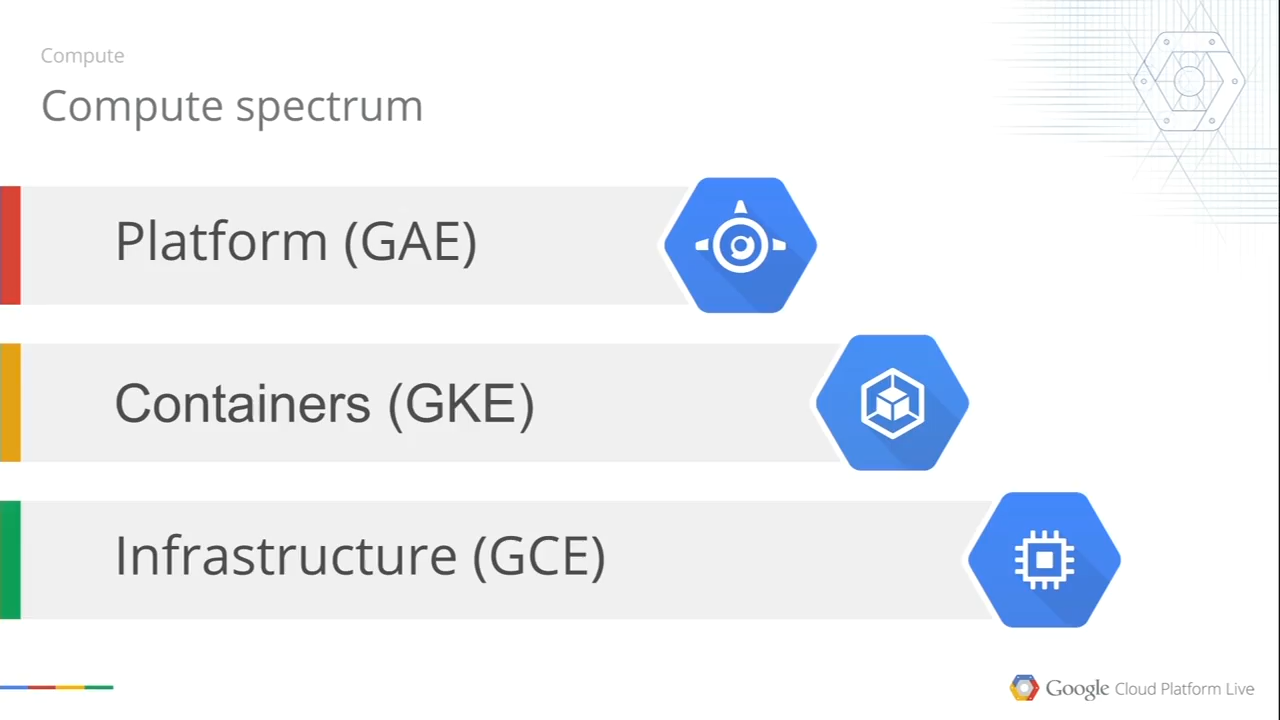 Compute
Compute spectrum
Platform (GAE)
Containers (GKE)
Infrastructure (GCE)
Google Cloud Platform Live